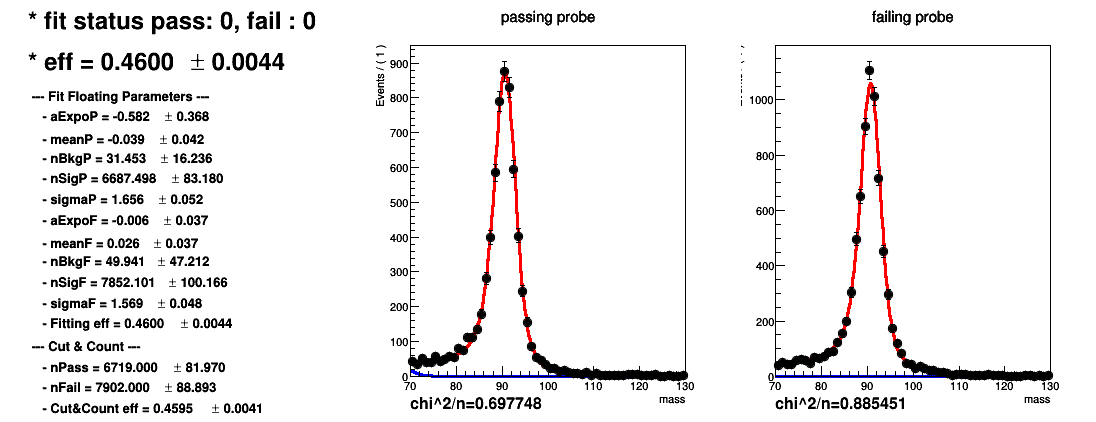 * fit status pass: 0, fail : 0
* eff = 0.4600 ± 0.0044
--- Fit Floating Parameters ---
- aExpoP = -0.582 ± 0.368
- meanP = -0.039 ± 0.042
- nBkgP = 31.453 ± 16.236
- nSigP = 6687.498 ± 83.180
- sigmaP = 1.656 ± 0.052
- aExpoF = -0.006 ± 0.037
- meanF = 0.026 ± 0.037
- nBkgF = 49.941 ± 47.212
- nSigF = 7852.101 ± 100.166
- sigmaF = 1.569 ± 0.048
- Fitting eff = 0.4600 ± 0.0044
--- Cut & Count ---
- nPass = 6719.000 ± 81.970
- nFail = 7902.000 ± 88.893
- Cut&Count eff = 0.4595 ± 0.0041
passing probe
Events / ( 1 )
900
800
700
600
500
400
300
200
100
0
70 80 90 100 110 120 130
mass
chi^2/n=0.697748
failing probe
1000
800
600
400
200
0
70 80 90 100 110 120 130
mass
chi^2/n=0.885451